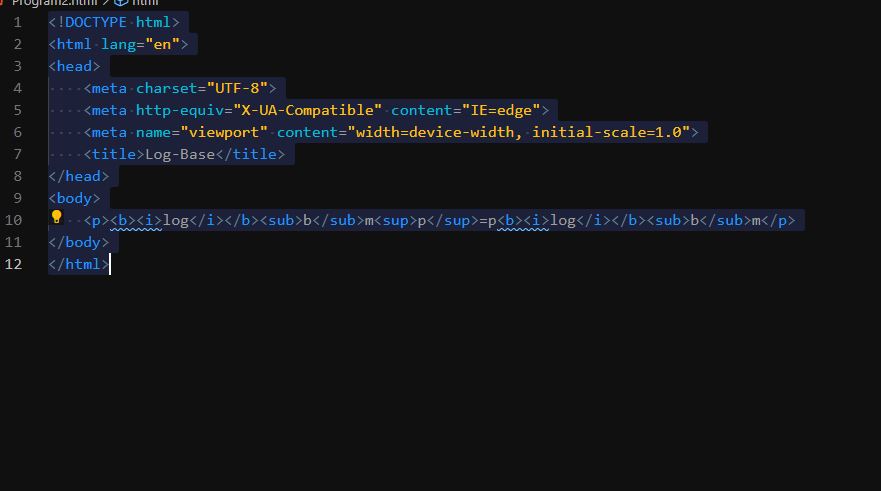 Program2.html > html
1 <!DOCTYPE html>
2 <html lang="en">
3 <head>
4     <meta charset="UTF-8">
5     <meta http-equiv="X-UA-Compatible" content="IE=edge">
6     <meta name="viewport" content="width=device-width, initial-scale=1.0">
7     <title>Log-Base</title>
8 </head>
9 <body>
10     <p><b><i>log</i></b><sub>b</sub>m<sup>p</sup>=p<b><i>log</i></b><sub>b</sub>m</p>
11 </body>
12 </html>